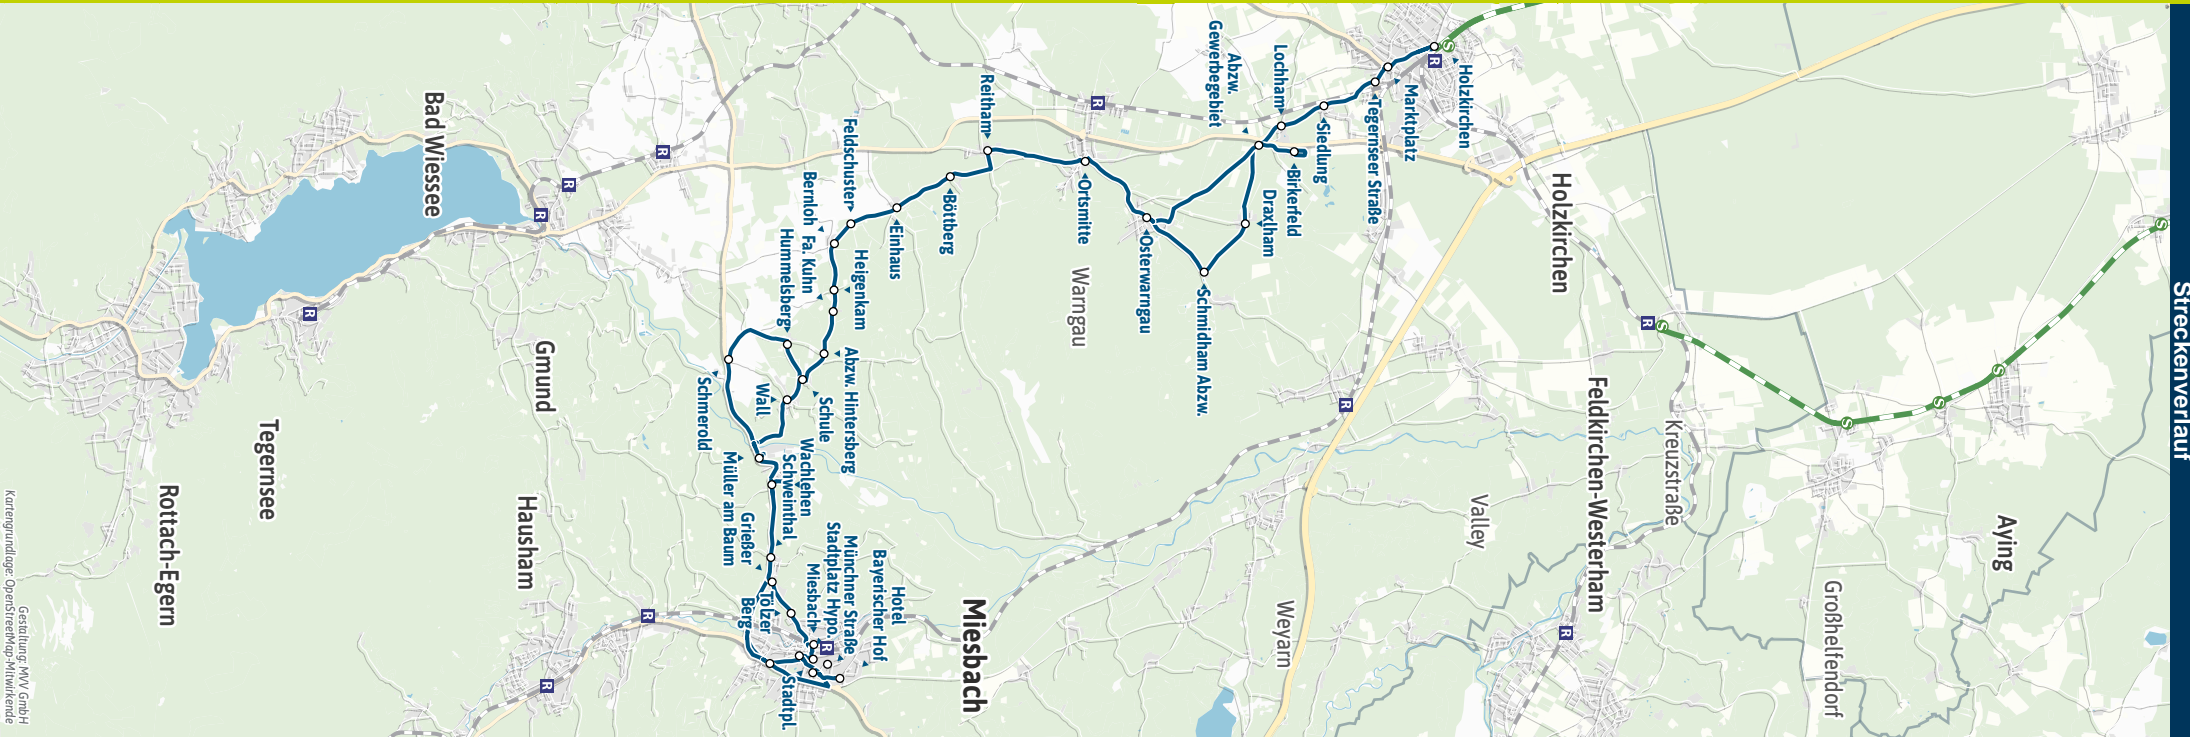 Streckenverlauf
Holzkirchen
Marktplatz
Tegernseer Straße
Siedlung
Lochham
Birkerfeld
Abzw.
Gewerbegebiet
Draxlham
Schmidham Abzw.
Osterwarngau
Ortsmitte
Reitham
Böttberg
Einhaus
Feldschuster
Bernloh
Heigenkam
Fa. Kuhn
Abzw. Hintersberg
Hummelsberg
Schule
Wall
Schmerold
Wachlehen
Schweinthal
Müller am Baum
Grießer
Tölzer
Berg
Hotel
Bayerischer Hof
Münchner Straße
Stadtplatz Hypo.
Miesbach
Stadtpl.
Holzkirchen
Feldkirchen-Westerham
Kreuzstraße
Aying
Großhelfendorf
Valley
Weyarn
Warngau
Miesbach
Hausham
Gmund
Bad Wiessee
Tegernsee
Rottach-Egern
R
R
R
R
R
R
R
R
R
R
R
R
R
S
S
S
S
S
S
Gestaltung: MVV GmbH
Kartengrundlage: OpenStreetMap-Mitwirkende